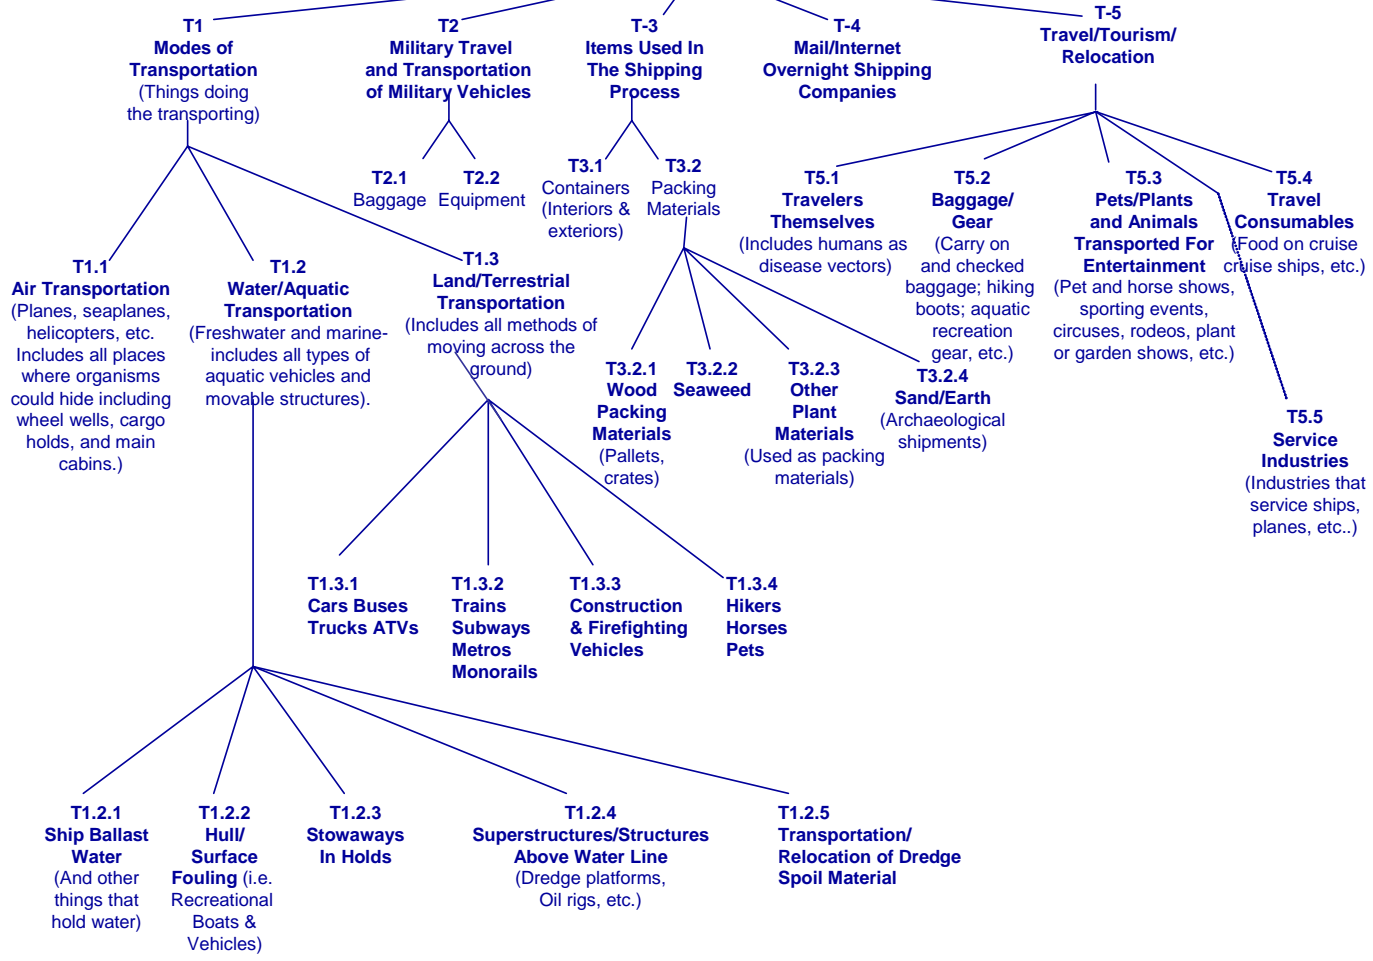 T1
Modes of
Transportation
(Things doing
the transporting)
T2
Military Travel
and Transportation
of Military Vehicles
T-3
Items Used In
The Shipping
Process
T-4
Mail/Internet
Overnight Shipping
Companies
T-5
Travel/Tourism/
Relocation
T2.1
Baggage
T2.2
Equipment
T3.1
Containers
(Interiors &
exteriors)
T3.2
Packing
Materials
T5.1
Travelers
Themselves
(Includes humans as
disease vectors)
T5.2
Baggage/
Gear
(Carry on
and checked
baggage; hiking
boots; aquatic
recreation
gear, etc.)
T5.3
Pets/Plants
and Animals
Transported For
Entertainment
(Pet and horse shows,
sporting events,
circuses, rodeos, plant
or garden shows, etc.)
T5.4
Travel
Consumables
(Food on cruise
cruise ships, etc.)
T1.1
Air Transportation
(Planes, seaplanes,
helicopters, etc.
Includes all places
where organisms
could hide including
wheel wells, cargo
holds, and main
cabins.)
T1.2
Water/Aquatic
Transportation
(Freshwater and marine-
includes all types of
aquatic vehicles and
movable structures).
T1.3
Land/Terrestrial
Transportation
(Includes all methods of
moving across the
ground)
T3.2.1
Wood
Packing
Materials
(Pallets,
crates)
T3.2.2
Seaweed
T3.2.3
Other
Plant
Materials
(Used as packing
materials)
T3.2.4
Sand/Earth
(Archaeological
shipments)
T5.5
Service
Industries
(Industries that
service ships,
planes, etc..)
T1.3.1
Cars Buses
Trucks ATVs
T1.3.2
Trains
Subways
Metros
Monorails
T1.3.3
Construction
& Firefighting
Vehicles
T1.3.4
Hikers
Horses
Pets
T1.2.1
Ship Ballast
Water
(And other
things that
hold water)
T1.2.2
Hull/
Surface
Fouling (i.e.
Recreational
Boats &
Vehicles)
T1.2.3
Stowaways
In Holds
T1.2.4
Superstructures/Structures
Above Water Line
(Dredge platforms,
Oil rigs, etc.)
T1.2.5
Transportation/
Relocation of Dredge
Spoil Material